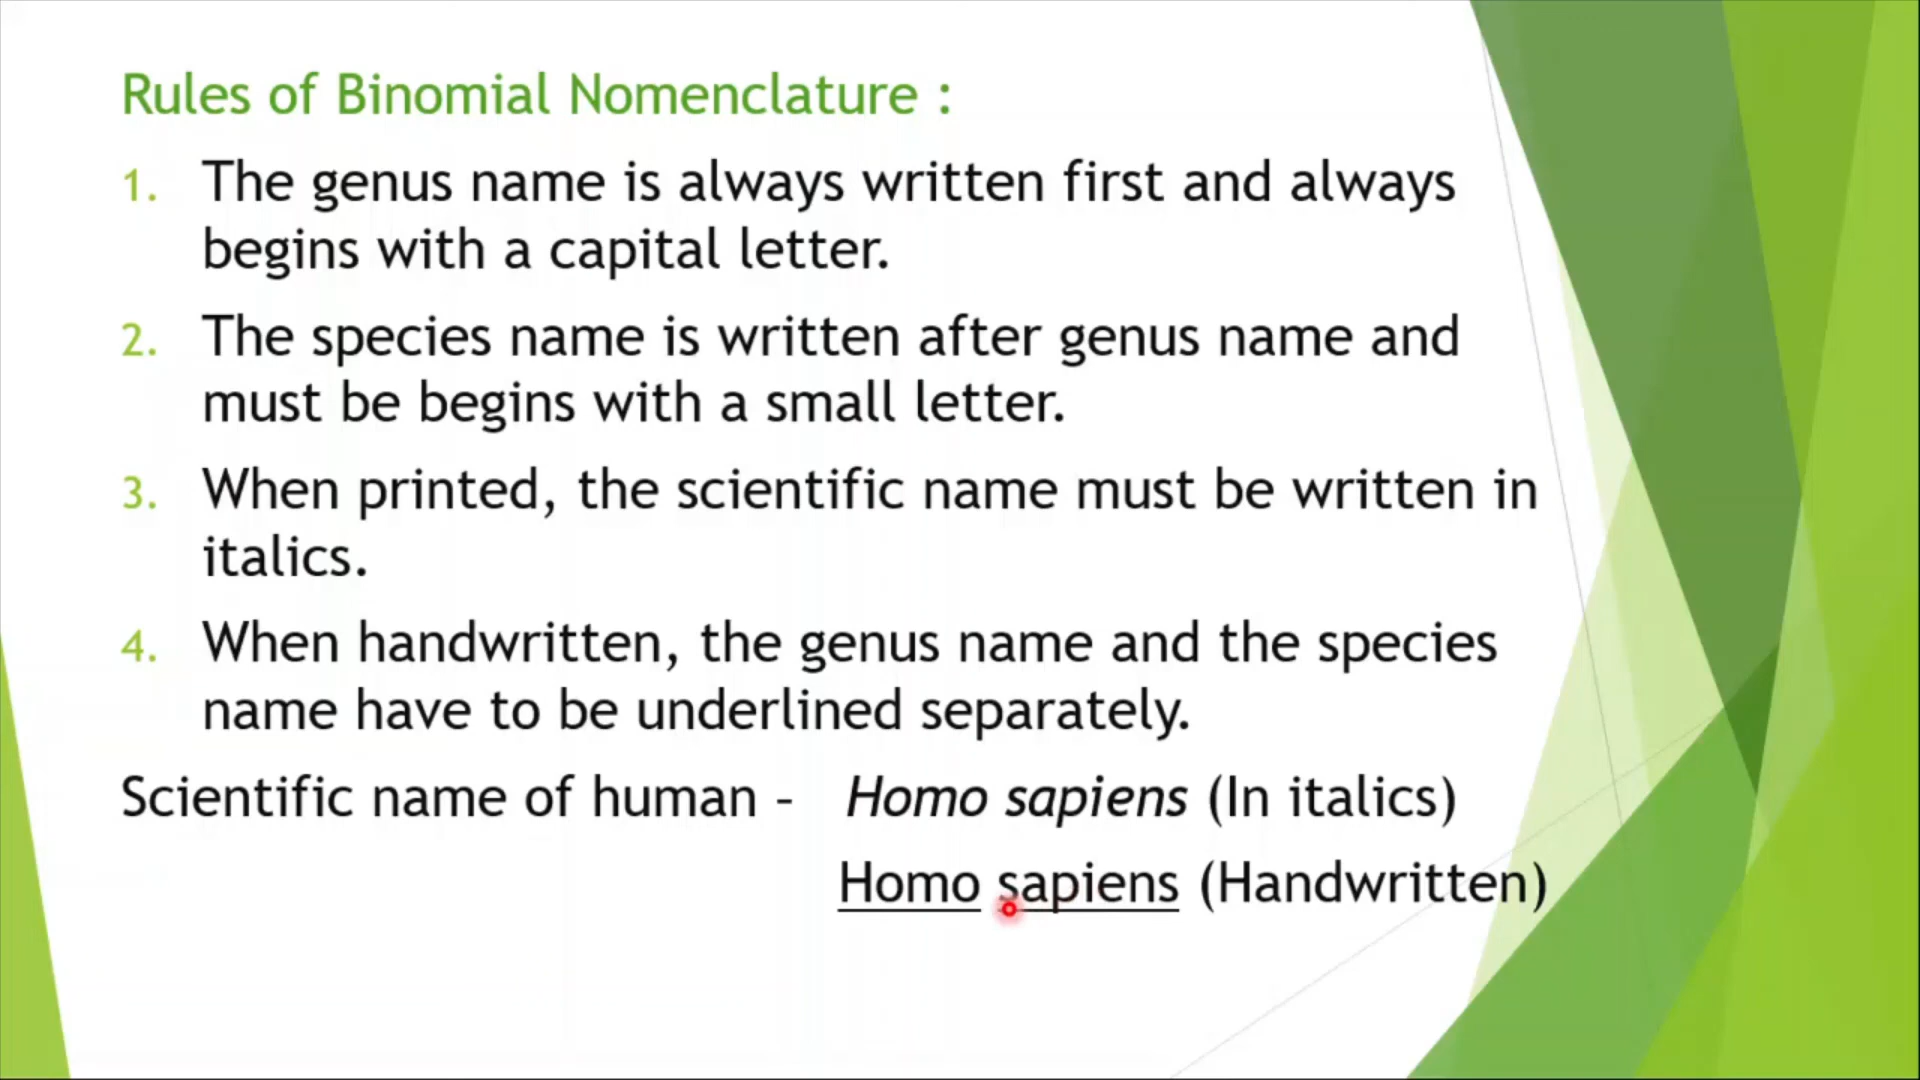 Rules of Binomial Nomenclature :
1. The genus name is always written first and always
begins with a capital letter.
2. The species name is written after genus name and
must be begins with a small letter.
3. When printed, the scientific name must be written in
italics.
4. When handwritten, the genus name and the species
name have to be underlined separately.
Scientific name of human – Homo sapiens (In italics)
Homo sapiens (Handwritten)